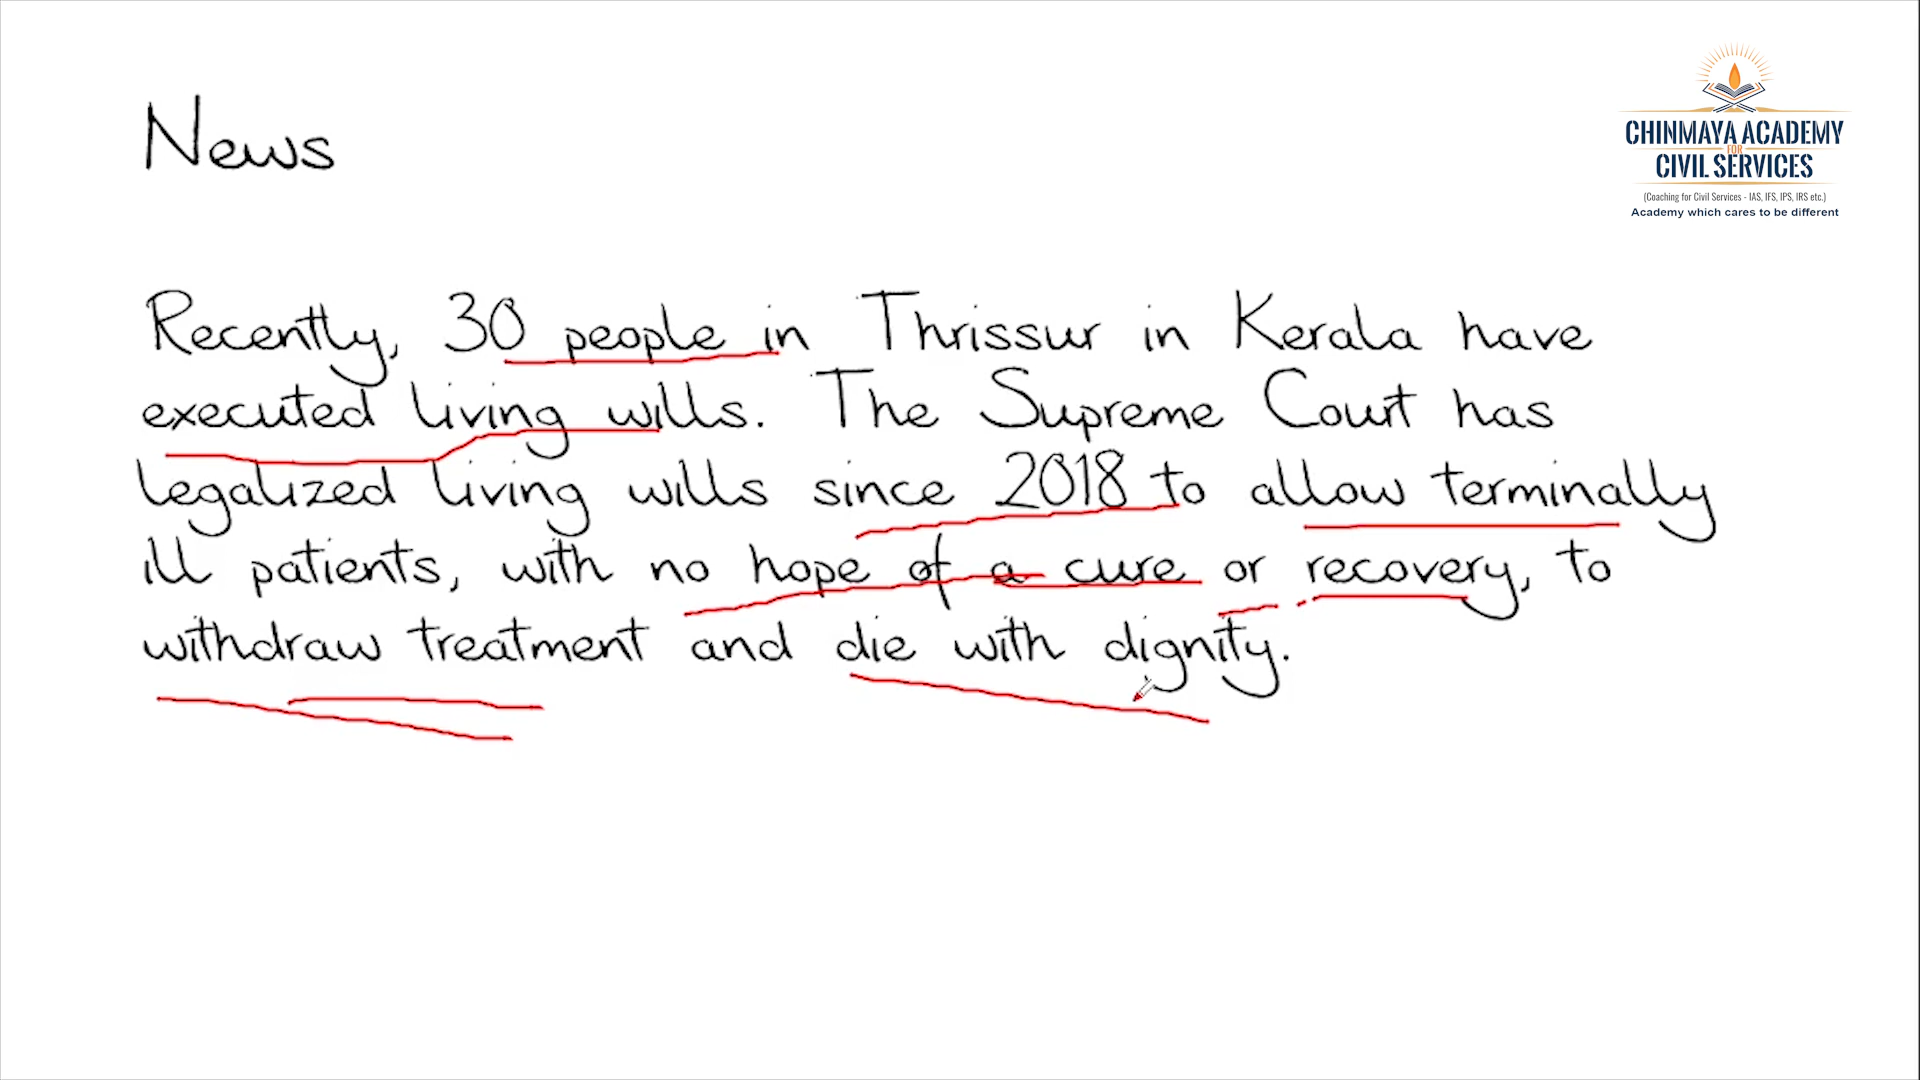 News
CHINMAYA ACADEMY
FOR
CIVIL SERVICES
(Coaching for Civil Services - IAS, IFS, IPS, IRS etc.)
Academy which cares to be different
Recently, 30 people in Thrissur in Kerala have
executed living wills. The Supreme Court has
legalized living wills since 2018 to allow terminally
ill patients, with no hope of a cure or recovery, to
withdraw treatment and die with dignity.